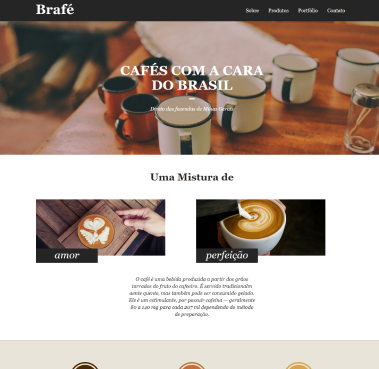 Brafé
Sobre Produtos Portfólio Contato
CAFÉS COM A CARA
DO BRASIL
Direto das fazendas de Minas Gerais
Uma Mistura de
amor
perfeição
O café é uma bebida produzida a partir dos grãos
torrados do fruto do cafeeiro. É servido tradicionalm
ente quente, mas também pode ser consumido gelado.
Ele é um estimulante, por possuir cafeína — geralmente
80 a 140 mg para cada 207 ml dependendo do método
de preparação.